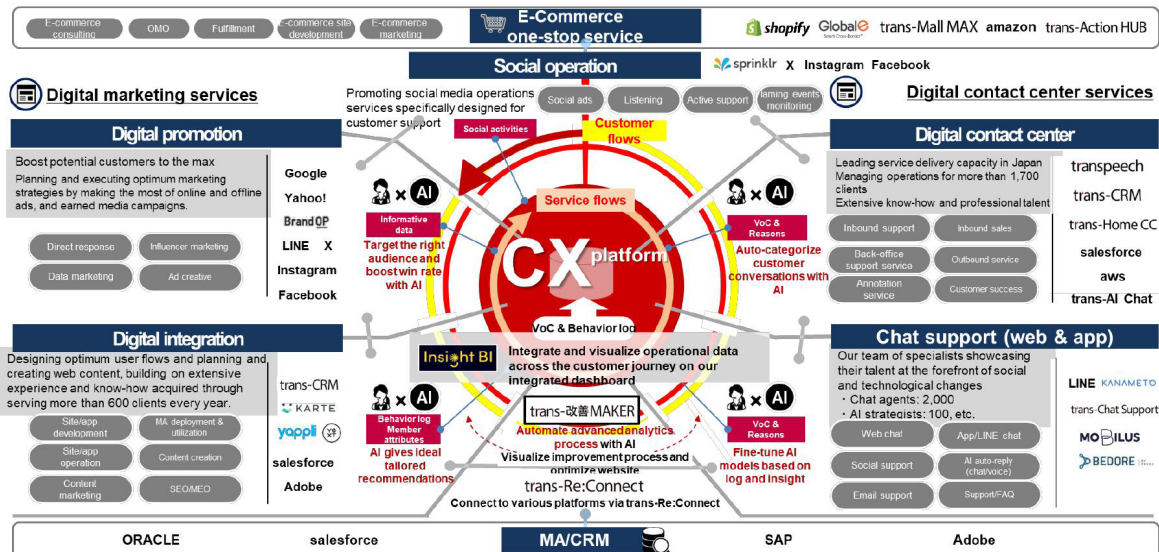 E-commerce
consulting
OMO
Fulfillment
E-commerce site
development
E-commerce
marketing
E-Commerce
one-stop service
shopify
Global e
trans-Mall MAX
amazon
trans-Action HUB
Social operation
sprinklr X Instagram Facebook
Promoting social media operations
services specifically designed for
customer support
Social ads
Listening
Active support
laming events
monitoring
Digital marketing services
Digital promotion
Boost potential customers to the max
Planning and executing optimum marketing
strategies by making the most of online and offline
ads, and earned media campaigns.
Direct response
Influencer marketing
Data marketing
Ad creative
Google
Yahoo!
BrandOP
LINE X
Instagram
Facebook
Digital integration
Designing optimum user flows and planning and
creating web content, building on extensive
experience and know-how acquired through
serving more than 600 clients every year.
Site/app
development
MA deployment &
utilization
Site/app
operation
Content creation
Content
marketing
SEO/MEO
trans-CRM
KARTE
yappli
salesforce
Adobe
Social activities
Customer
flows
Service flows
CX platform
× AI
Informative
data
Target the right
audience and
boost win rate
with AI
× AI
VoC &
Reasons
Auto-categorize
customer
conversations with
AI
VoC & Behavior log
Insight BI
Integrate and visualize operational data
across the customer journey on our
integrated dashboard
× AI
Behavior log
Member
attributes
AI gives ideal
tailored
recommendations
trans-改善MAKER
Automate advanced analytics
process with AI
Visualize improvement process and
optimize website
trans-Re:Connect
Connect to various platforms via trans-Re:Connect
× AI
VoC &
Reasons
Fine-tune AI
models based on
log and insight
Digital contact center services
Digital contact center
Leading service delivery capacity in Japan
Managing operations for more than 1,700
clients
Extensive know-how and professional talent
Inbound support
Inbound sales
Back-office
support service
Outbound service
Annotation
service
Customer success
transpeech
trans-CRM
trans-Home CC
salesforce
aws
trans-AI Chat
Chat support (web & app)
Our team of specialists showcasing
their talent at the forefront of social
and technological changes
・Chat agents: 2,000
・AI strategists: 100, etc.
Web chat
App/LINE chat
Social support
AI auto-reply
(chat/voice)
Email support
Support/FAQ
LINE KANAMETO
trans-Chat Support
MOBILUS
BEDORE
ORACLE
salesforce
MA/CRM
SAP
Adobe